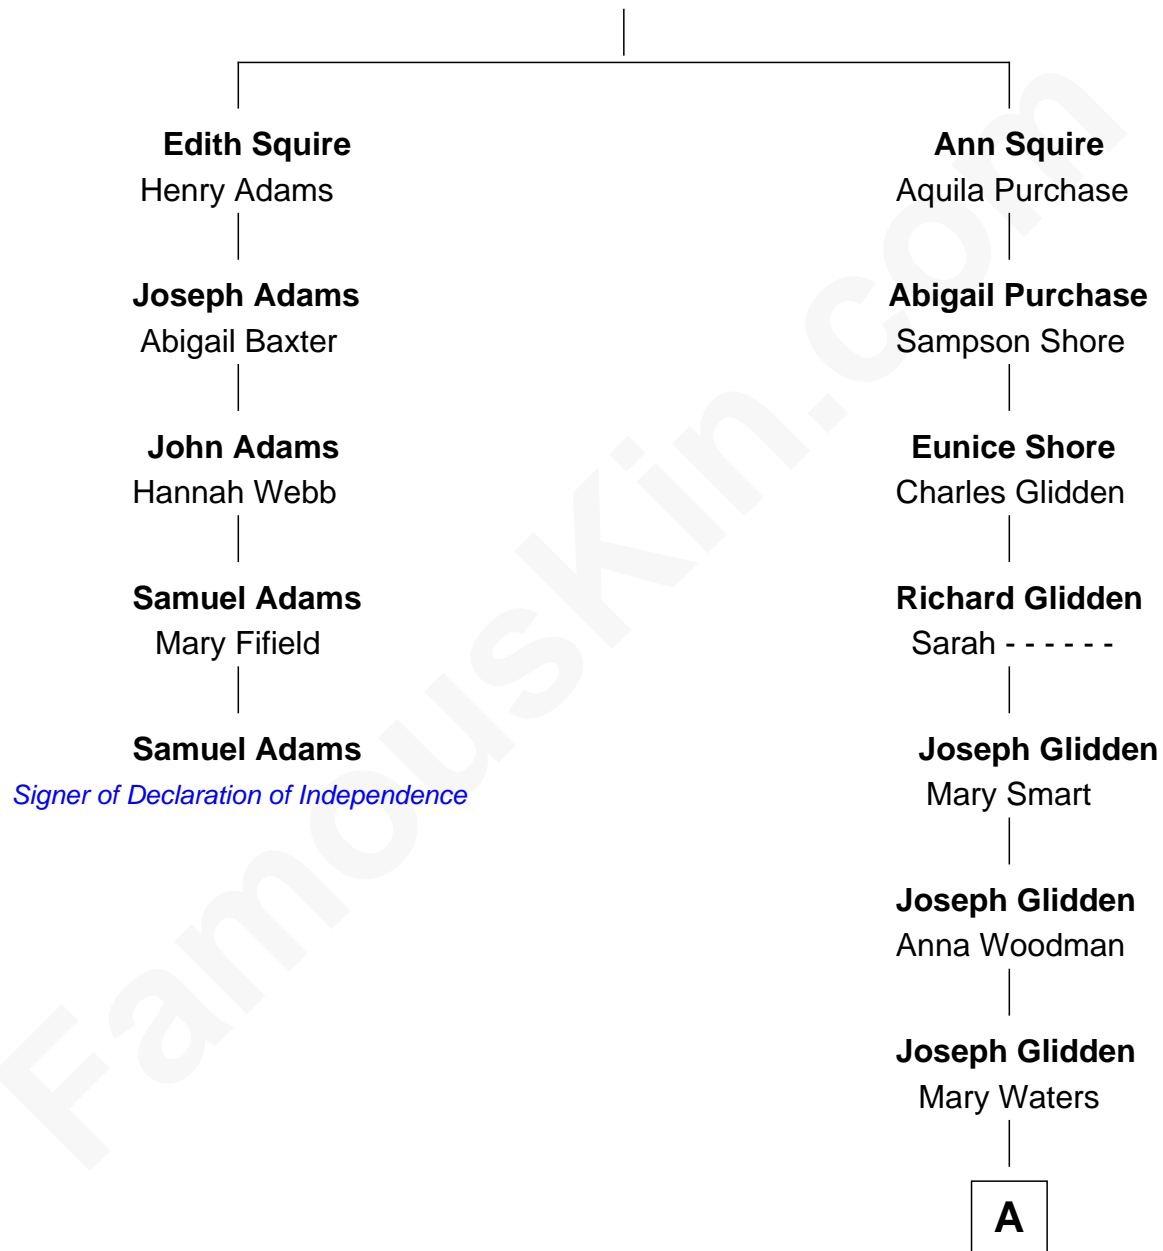 Edith Squire
Henry Adams
Joseph Adams
Abigail Baxter
John Adams
Hannah Webb
Samuel Adams
Mary Fifield
Samuel Adams
Signer of Declaration of Independence
Ann Squire
Aquila Purchase
Abigail Purchase
Sampson Shore
Eunice Shore
Charles Glidden
Richard Glidden
Sarah - - - - - -
Joseph Glidden
Mary Smart
Joseph Glidden
Anna Woodman
Joseph Glidden
Mary Waters
A
FamousKin.com